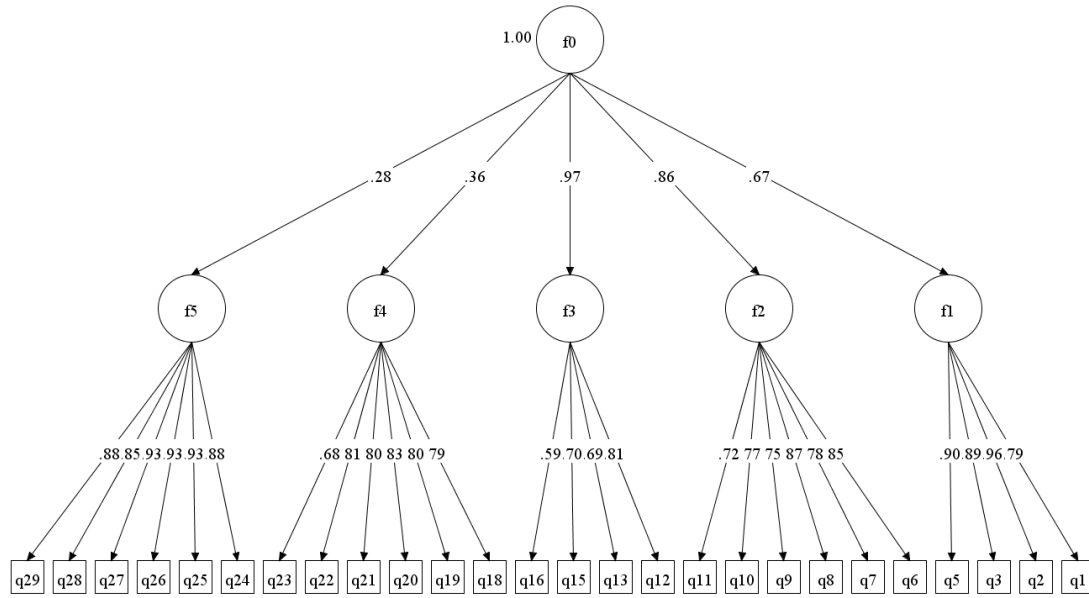 1.00 f0
.28 .36 .97 .86 .67
f5 f4 f3 f2 f1
.88 .85 .93 .93 .93 .88 .68 81 80 83 80 79 .59 .70 .69 .81 .72 77 75 87 78 85 .90 .89 .96 .79
q29 q28 q27 q26 q25 q24 q23 q22 q21 q20 q19 q18 q16 q15 q13 q12 q11 q10 q9 q8 q7 q6 q5 q3 q2 q1